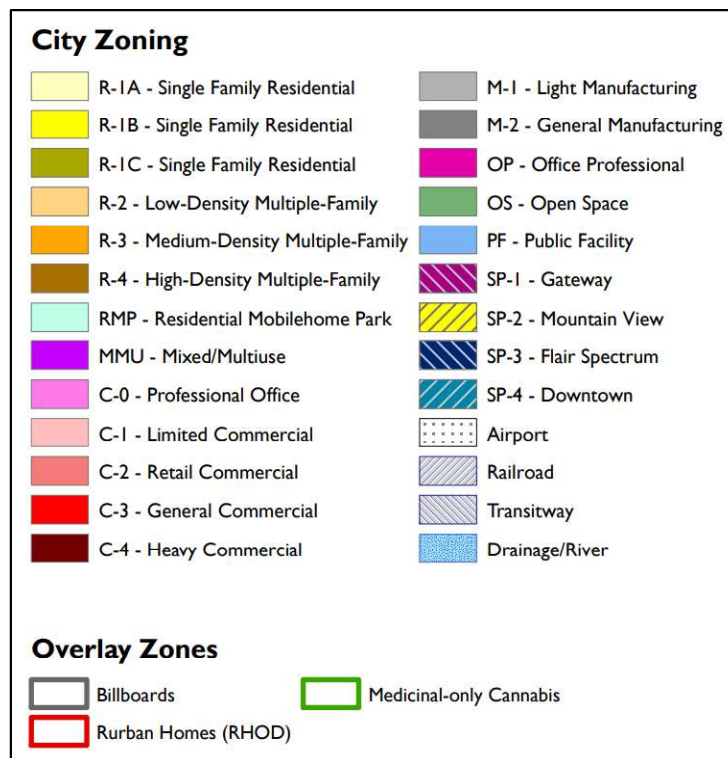 City Zoning
R-1A - Single Family Residential
R-1B - Single Family Residential
R-1C - Single Family Residential
R-2 - Low-Density Multiple-Family
R-3 - Medium-Density Multiple-Family
R-4 - High-Density Multiple-Family
RMP - Residential Mobilehome Park
MMU - Mixed/Multiuse
C-0 - Professional Office
C-1 - Limited Commercial
C-2 - Retail Commercial
C-3 - General Commercial
C-4 - Heavy Commercial
M-1 - Light Manufacturing
M-2 - General Manufacturing
OP - Office Professional
OS - Open Space
PF - Public Facility
SP-1 - Gateway
SP-2 - Mountain View
SP-3 - Flair Spectrum
SP-4 - Downtown
Airport
Railroad
Transitway
Drainage/River
Overlay Zones
Billboards
Rurban Homes (RHOD)
Medicinal-only Cannabis